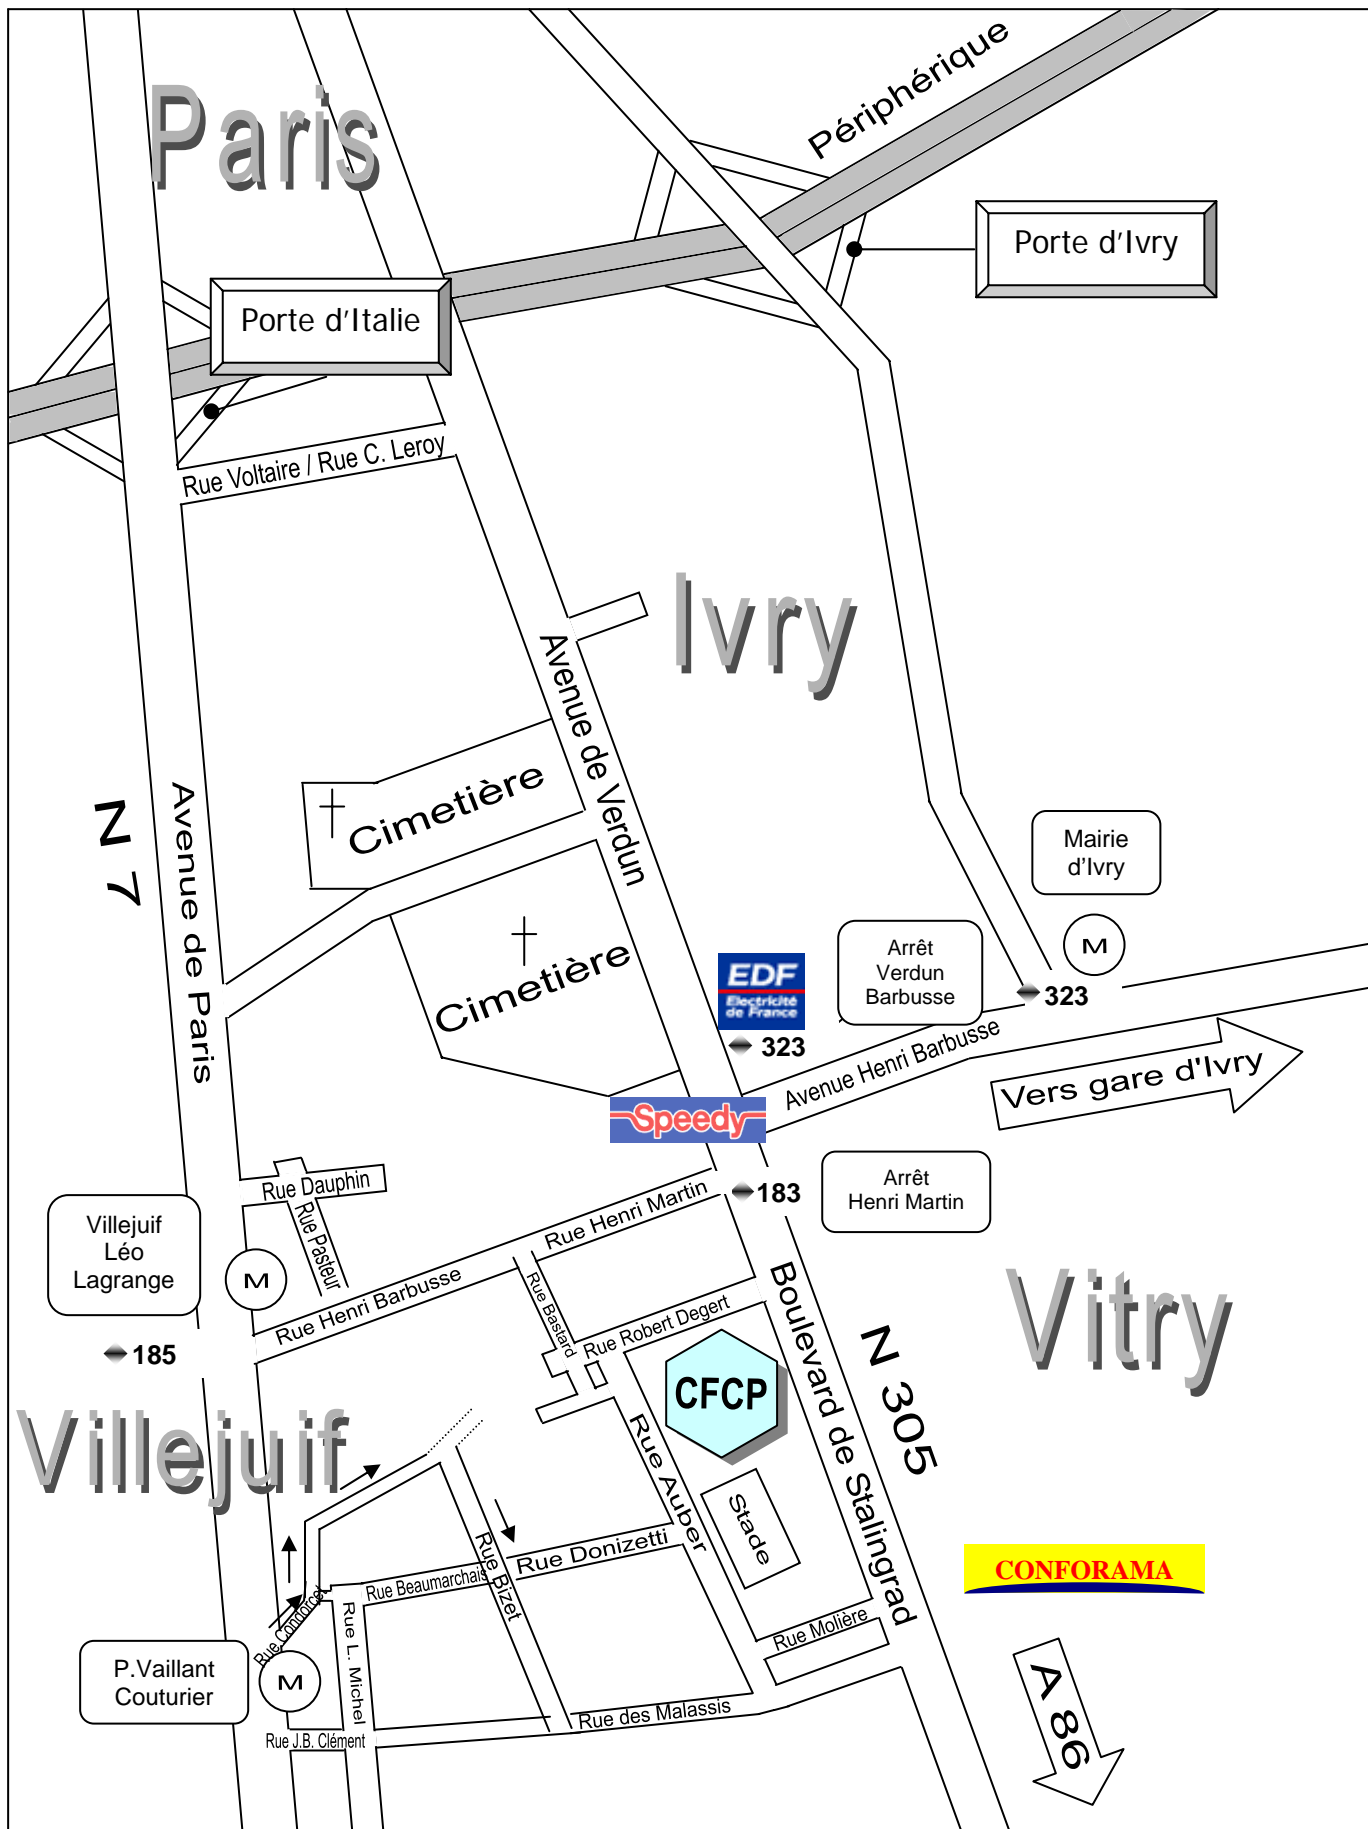 Paris
Périphérique
Porte d'Ivry
Porte d'Italie
Rue Voltaire / Rue C. Leroy
Ivry
Avenue de Verdun
Cimetière
N 7
Avenue de Paris
Mairie
d'Ivry
M
Arrêt
Verdun
Barbusse
323
EDF
Electricité
de France
323
Cimetière
Avenue Henri Barbusse
Vers gare d'Ivry
Speedy
Arrêt
Henri Martin
183
Rue Henri Martin
Rue Dauphin
Rue Pasteur
Villejuif
Léo
Lagrange
M
Rue Henri Barbusse
185
Rue Bastard
Rue Robert Degert
Boulevard de Stalingrad
N 305
Vitry
CFCP
Villejuif
Rue Auber
Stade
Rue Donizetti
Rue Bizet
Rue Beaumarchais
CONFORAMA
Rue Condorcet
Rue L. Michel
Rue Molière
P.Vaillant
Couturier
M
A 86
Rue des Malassis
Rue J.B. Clément